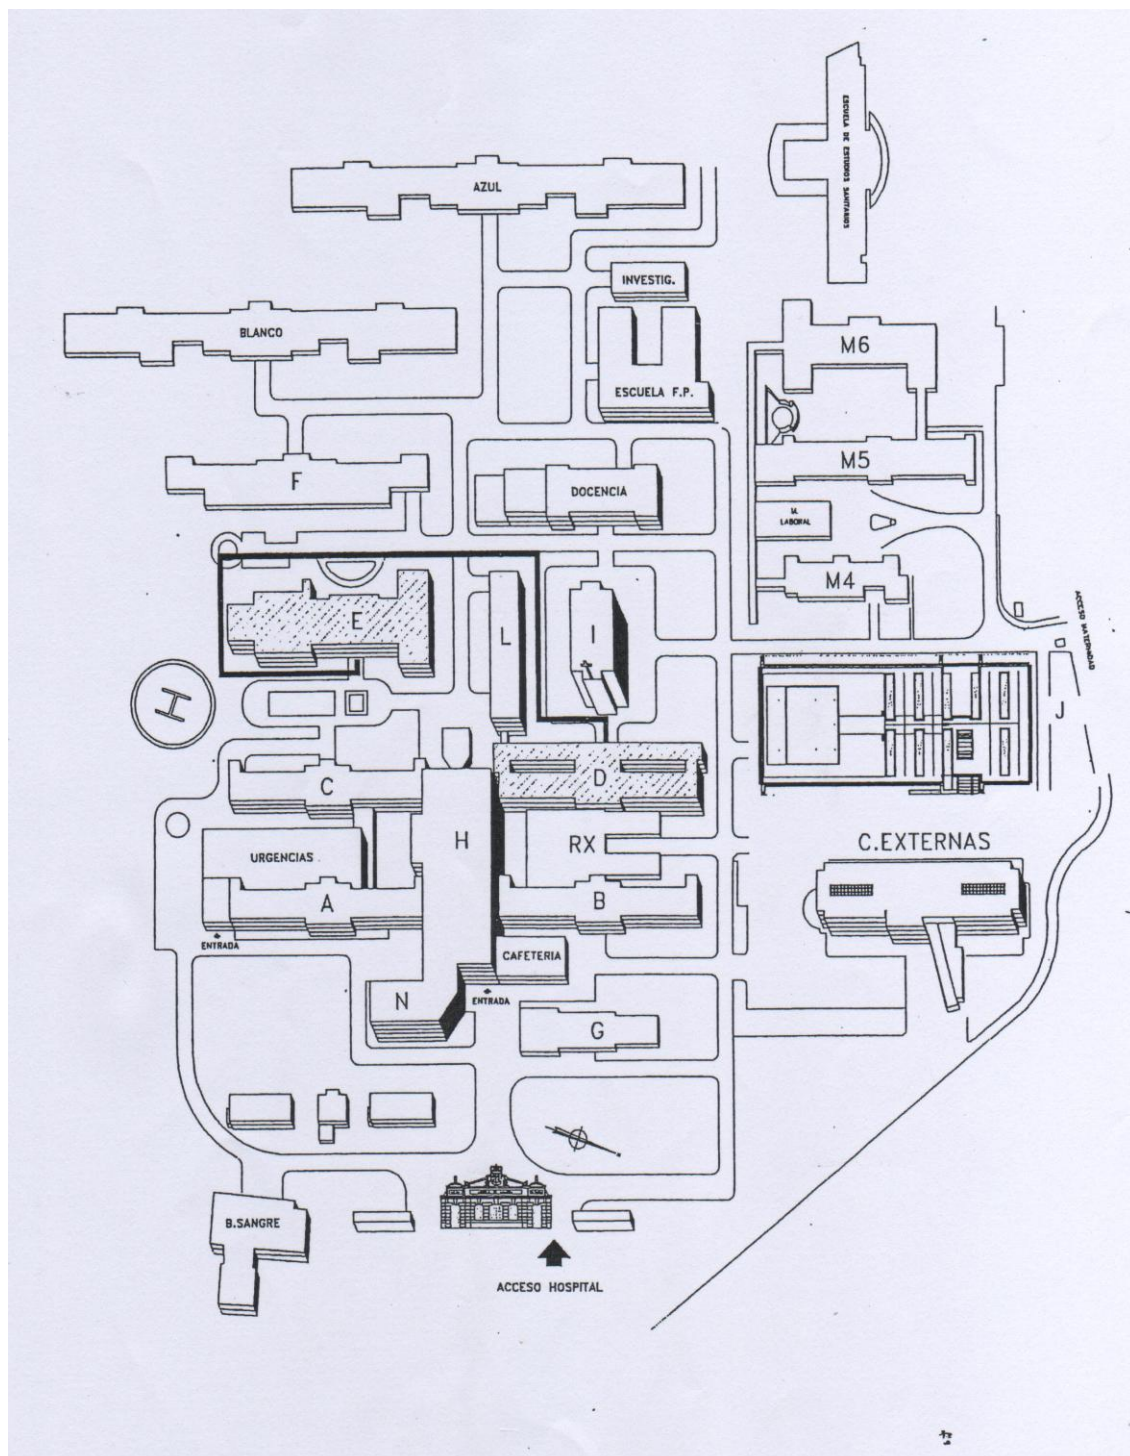 ESCUELA DE ESTUDIOS SANITARIOS
AZUL
INVESTIG.
BLANCO
M6
ESCUELA F.P.
M5
F
DOCENCIA
LABORAL
M4
ACCESO MATERNIDAD
E
L
I
H
J
C
D
H
RX
C.EXTERNAS
URGENCIAS
A
B
ENTRADA
CAFETERIA
N
ENTRADA
G
B.SANGRE
ACCESO HOSPITAL